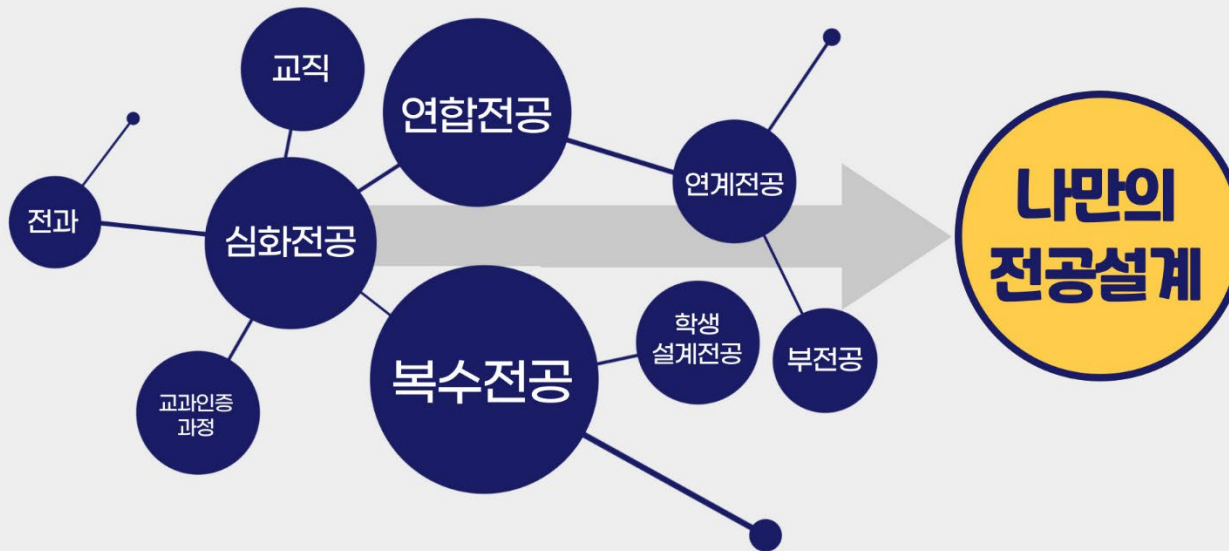 교직
연합전공
연계전공
전과
심화전공
나만의
전공설계
복수전공
학생
설계전공
부전공
교과인증
과정